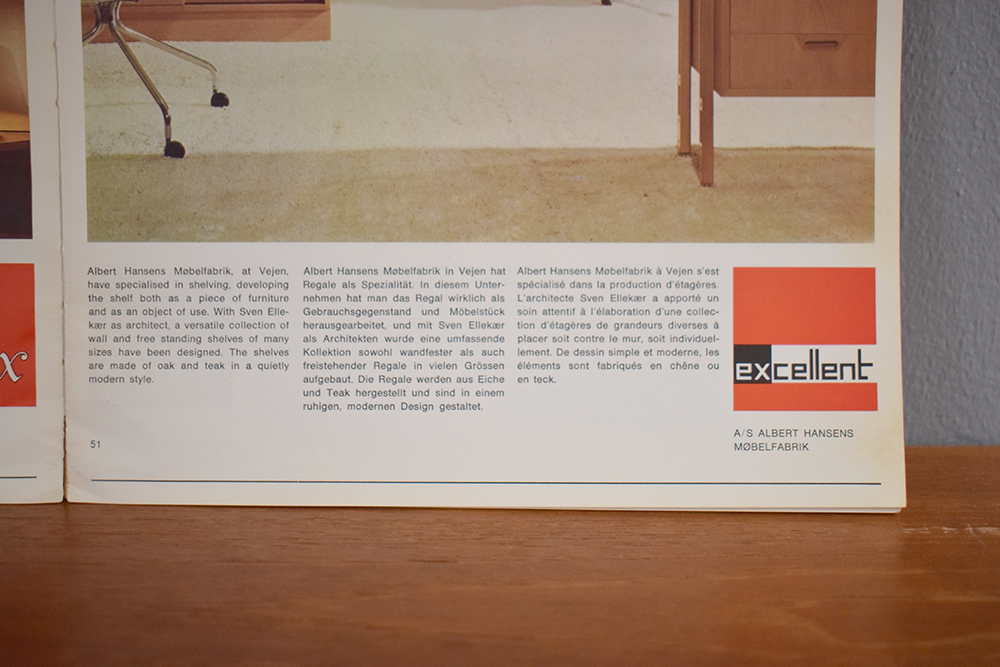 Albert Hansens Møbelfabrik, at Vejen,
have specialised in shelving, developing
the shelf both as a piece of furniture
and as an object of use. With Sven Elle-
kær as architect, a versatile collection of
wall and free standing shelves of many
sizes have been designed. The shelves
are made of oak and teak in a quietly
modern style.
Albert Hansens Møbelfabrik in Vejen hat
Regale als Spezialität. In diesem Unter-
nehmen hat man das Regal wirklich als
Gebrauchsgegenstand und Möbelstück
herausgearbeitet, und mit Sven Ellekær
als Architekten wurde eine umfassende
Kollektion sowohl wandfester als auch
freistehender Regale in vielen Grössen
aufgebaut. Die Regale werden aus Eiche
und Teak hergestellt und sind in einem
ruhigen, modernen Design gestaltet.
Albert Hansens Møbelfabrik à Vejen s'est
spécialisé dans la production d'étagères.
L'architecte Sven Ellekær a apporté un
soin attentif à l'élaboration d'une collec-
tion d'étagères de grandeurs diverses à
placer soit contre le mur, soit individuel-
lement. De dessin simple et moderne, les
éléments sont fabriqués en chêne ou
en teck.
excellent
A/S ALBERT HANSENS
MØBELFABRIK
x
51